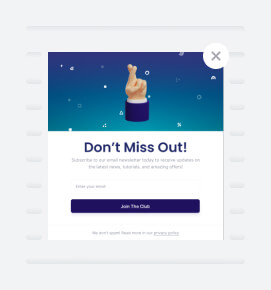 Don't Miss Out!
Subscribe to our email newsletter today to receive updates on
the latest news, tutorials, and amazing offers!
Enter your email
Join The Club
We don't spam! Read more in our privacy policy